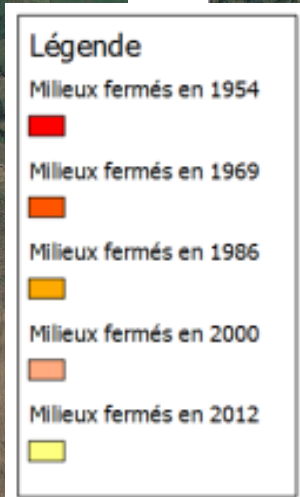 Légende
Milieux fermés en 1954
Milieux fermés en 1969
Milieux fermés en 1986
Milieux fermés en 2000
Milieux fermés en 2012